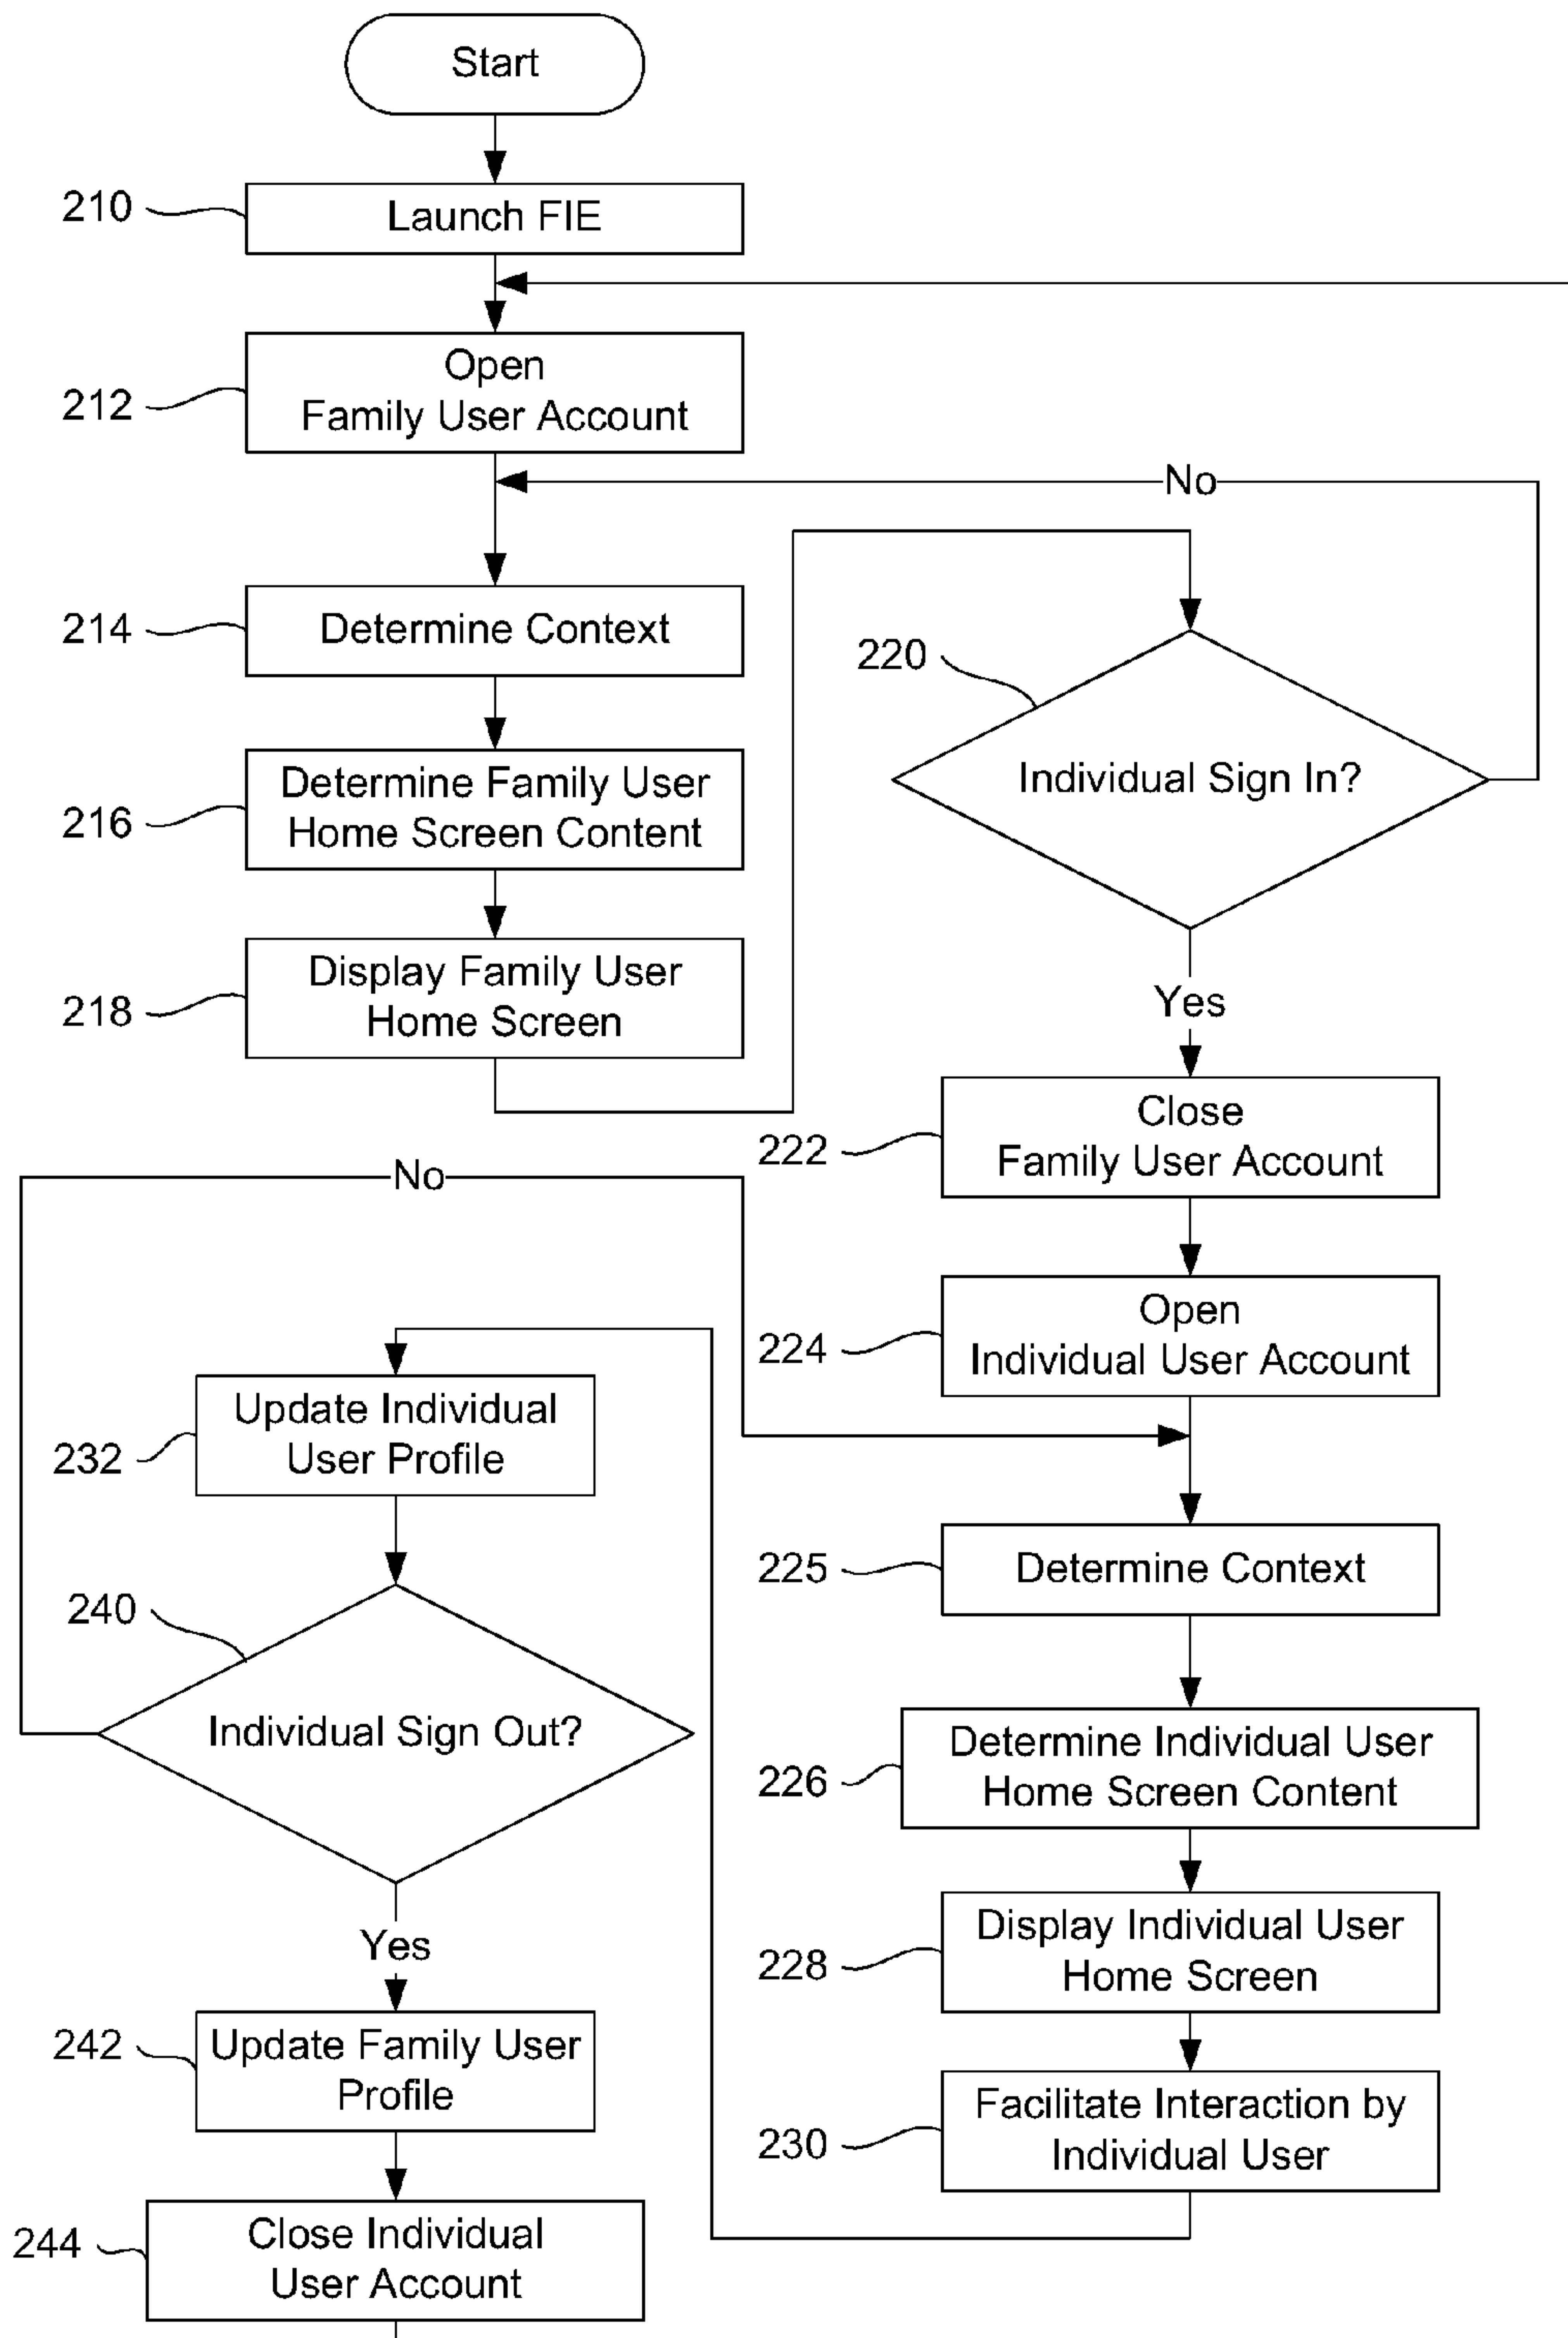 Start
210
Launch FIE
212
Open
Family User Account
No
214
Determine Context
220
Individual Sign In?
216
Determine Family User
Home Screen Content
218
Display Family User
Home Screen
Yes
222
Close
Family User Account
No
224
Open
Individual User Account
232
Update Individual
User Profile
225
Determine Context
240
Individual Sign Out?
226
Determine Individual User
Home Screen Content
228
Display Individual User
Home Screen
Yes
242
Update Family User
Profile
230
Facilitate Interaction by
Individual User
244
Close Individual
User Account